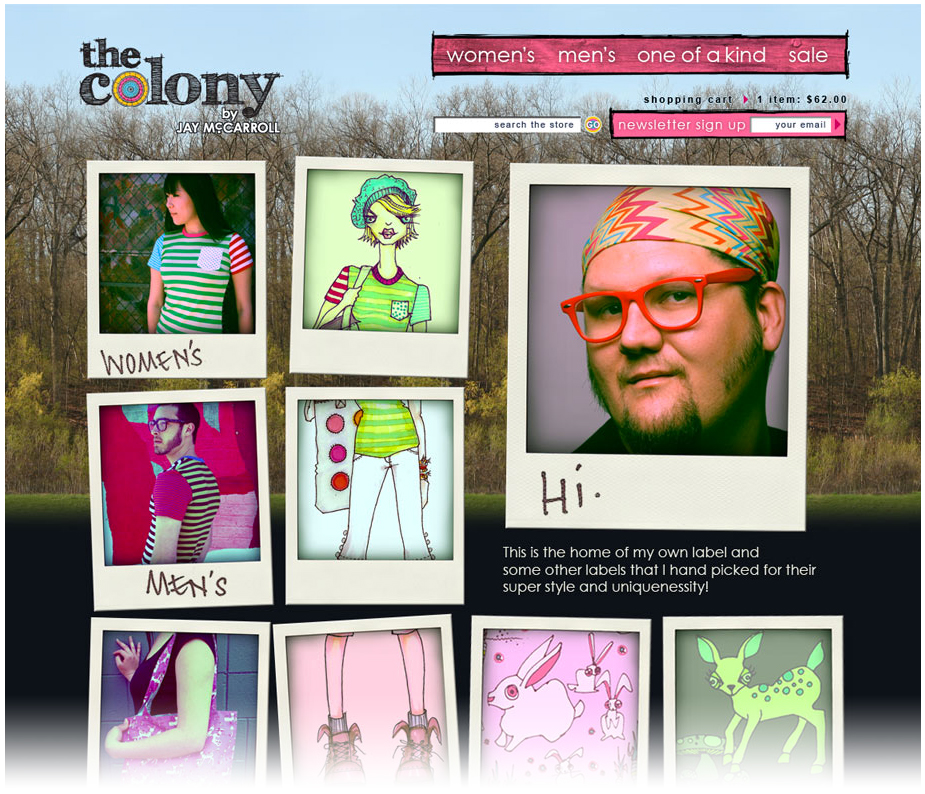 the
colony
by
JAY McCARROLL
women's men's one of a kind sale
shopping cart 1 item: $62.00
search the store GO newsletter sign up your email
WOMEN'S
Hi.
MEN'S
This is the home of my own label and
some other labels that I hand picked for their
super style and uniquenessity!